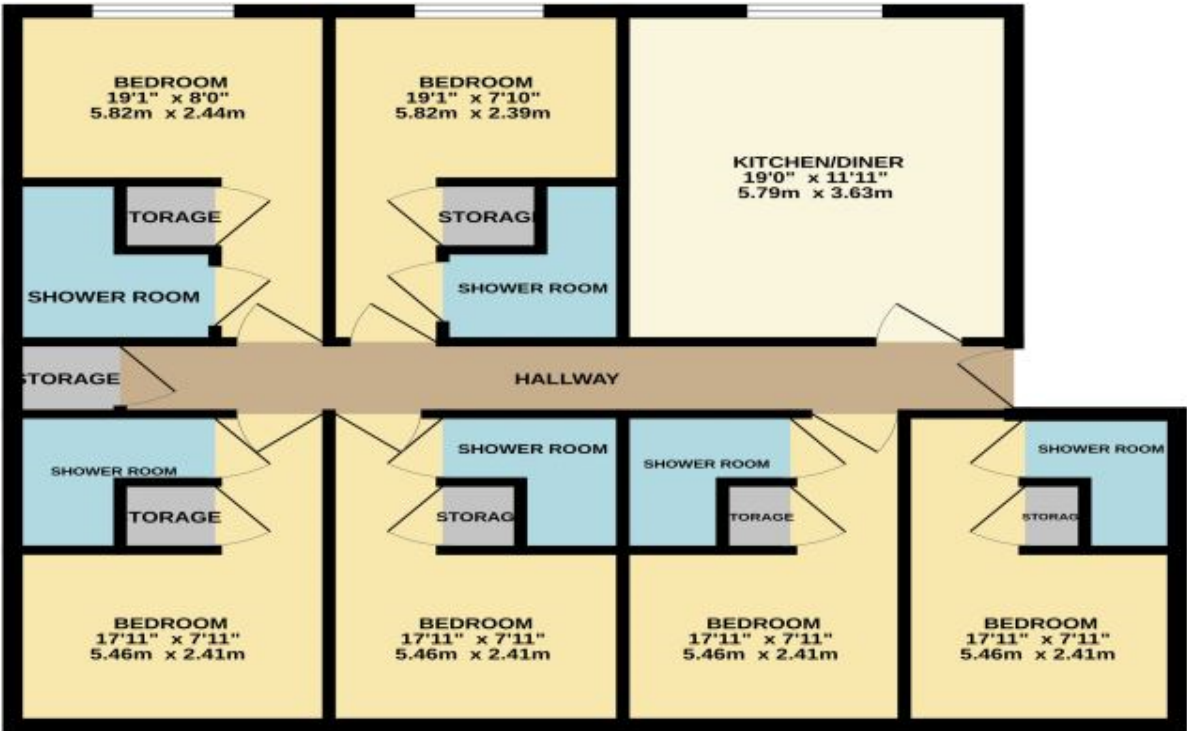 BEDROOM
19'1" x 8'0"
5.82m x 2.44m
BEDROOM
19'1" x 7'10"
5.82m x 2.39m
KITCHEN/DINER
19'0" x 11'11"
5.79m x 3.63m
TORAGE
STORAGE
SHOWER ROOM
SHOWER ROOM
STORAGE
HALLWAY
SHOWER ROOM
SHOWER ROOM
SHOWER ROOM
SHOWER ROOM
TORAGE
STORAG
TORAGE
STORAG
BEDROOM
17'11" x 7'11"
5.46m x 2.41m
BEDROOM
17'11" x 7'11"
5.46m x 2.41m
BEDROOM
17'11" x 7'11"
5.46m x 2.41m
BEDROOM
17'11" x 7'11"
5.46m x 2.41m